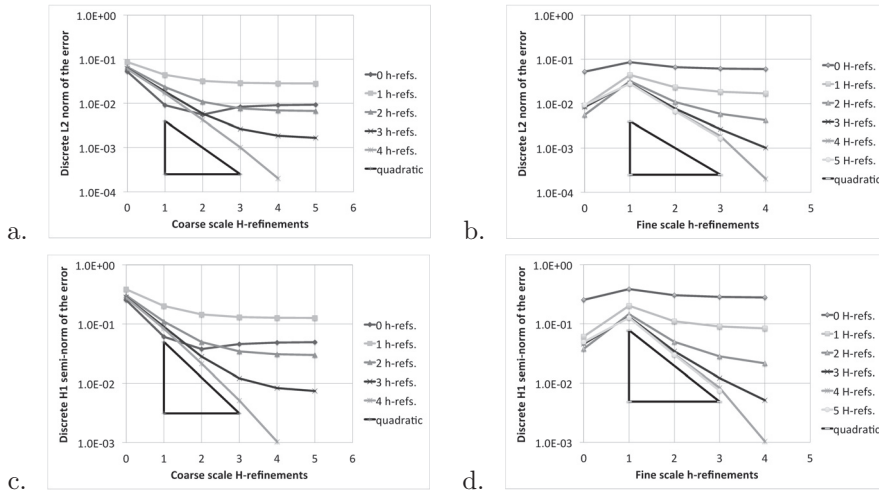 a.
Discrete L2 norm of the error
1.0E+00
1.0E-01
1.0E-02
1.0E-03
1.0E-04
0 1 2 3 4 5 6
Coarse scale H-refinements
0 h-refs.
1 h-refs.
2 h-refs.
3 h-refs.
4 h-refs.
quadratic
b.
Discrete L2 norm of the error
1.0E+00
1.0E-01
1.0E-02
1.0E-03
1.0E-04
0 1 2 3 4 5
Fine scale h-refinements
0 H-refs.
1 H-refs.
2 H-refs.
3 H-refs.
4 H-refs.
5 H-refs.
quadratic
c.
Discrete H1 semi-norm of the error
1.0E+00
1.0E-01
1.0E-02
1.0E-03
0 1 2 3 4 5 6
Coarse scale H-refinements
0 h-refs.
1 h-refs.
2 h-refs.
3 h-refs.
4 h-refs.
quadratic
d.
Discrete H1 semi-norm of the error
1.0E+00
1.0E-01
1.0E-02
1.0E-03
0 1 2 3 4 5
Fine scale h-refinements
0 H-refs.
1 H-refs.
2 H-refs.
3 H-refs.
4 H-refs.
5 H-refs.
quadratic